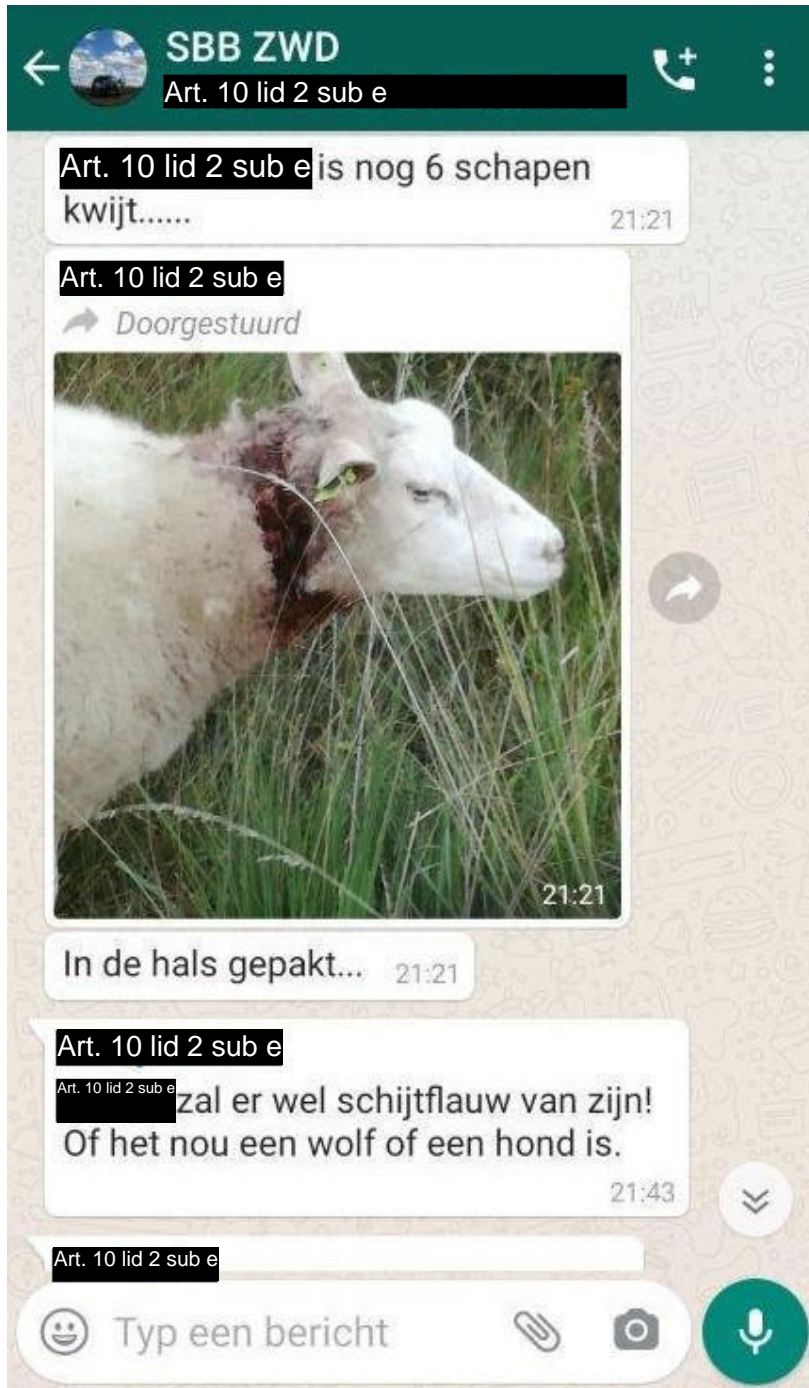 SBB ZWD
Art. 10 lid 2 sub e
Art. 10 lid 2 sub e is nog 6 schapen
kwijt......
21:21
Art. 10 lid 2 sub e
Doorgestuurd
21:21
In de hals gepakt... 21:21
Art. 10 lid 2 sub e
Art. 10 lid 2 sub e zal er wel schijtflauw van zijn!
Of het nou een wolf of een hond is.
21:43
Art. 10 lid 2 sub e
Typ een bericht